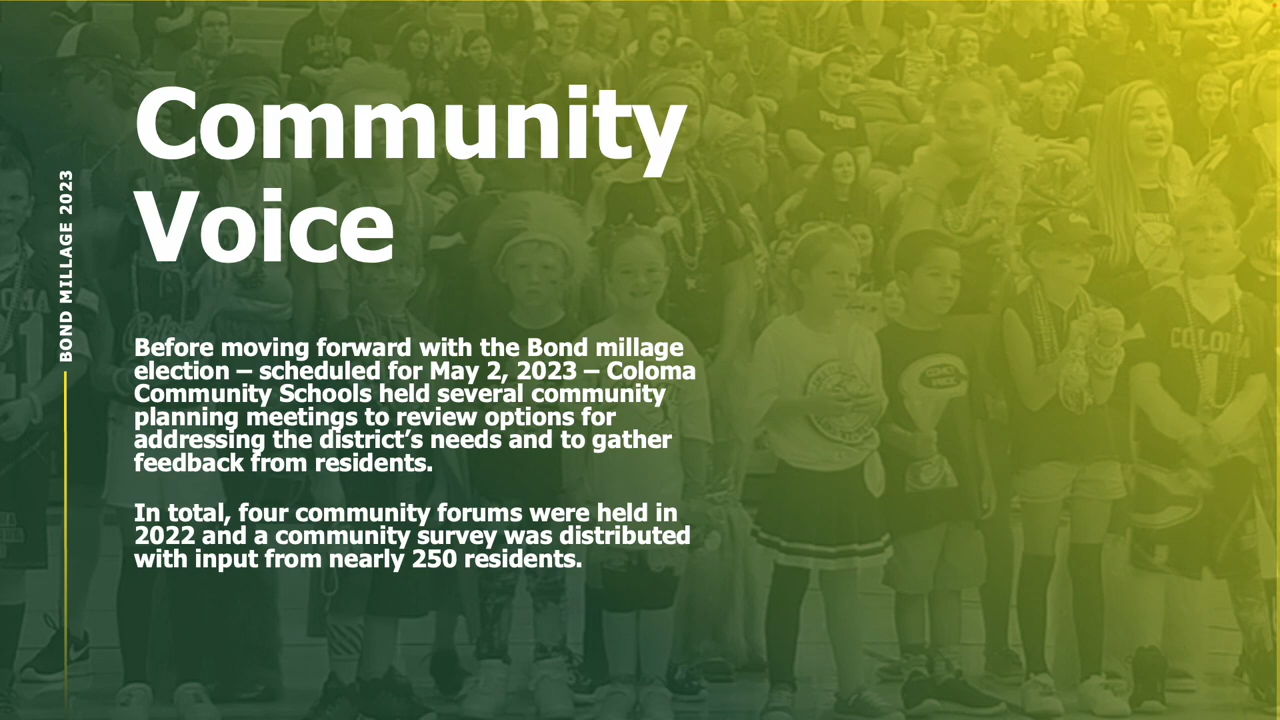 Community
Voice
BOND MILLAGE 2023
Before moving forward with the Bond millage
election – scheduled for May 2, 2023 – Coloma
Community Schools held several community
planning meetings to review options for
addressing the district’s needs and to gather
feedback from residents.
In total, four community forums were held in
2022 and a community survey was distributed
with input from nearly 250 residents.
COLOMA